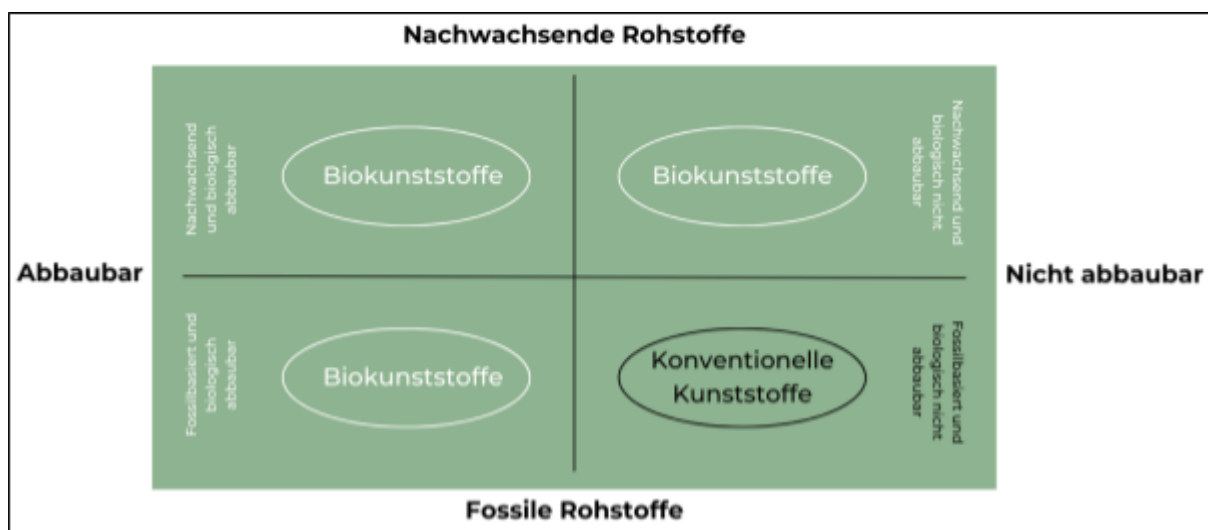 Nachwachsende Rohstoffe
Nachwachsend
und biologisch
abbaubar
Biokunststoffe
Biokunststoffe
Nachwachsend und
biologisch nicht
abbaubar
Abbaubar
Nicht abbaubar
Fossilbasiert und
biologisch
abbaubar
Biokunststoffe
Konventionelle
Kunststoffe
Fossilbasiert und
biologisch nicht
abbaubar
Fossile Rohstoffe